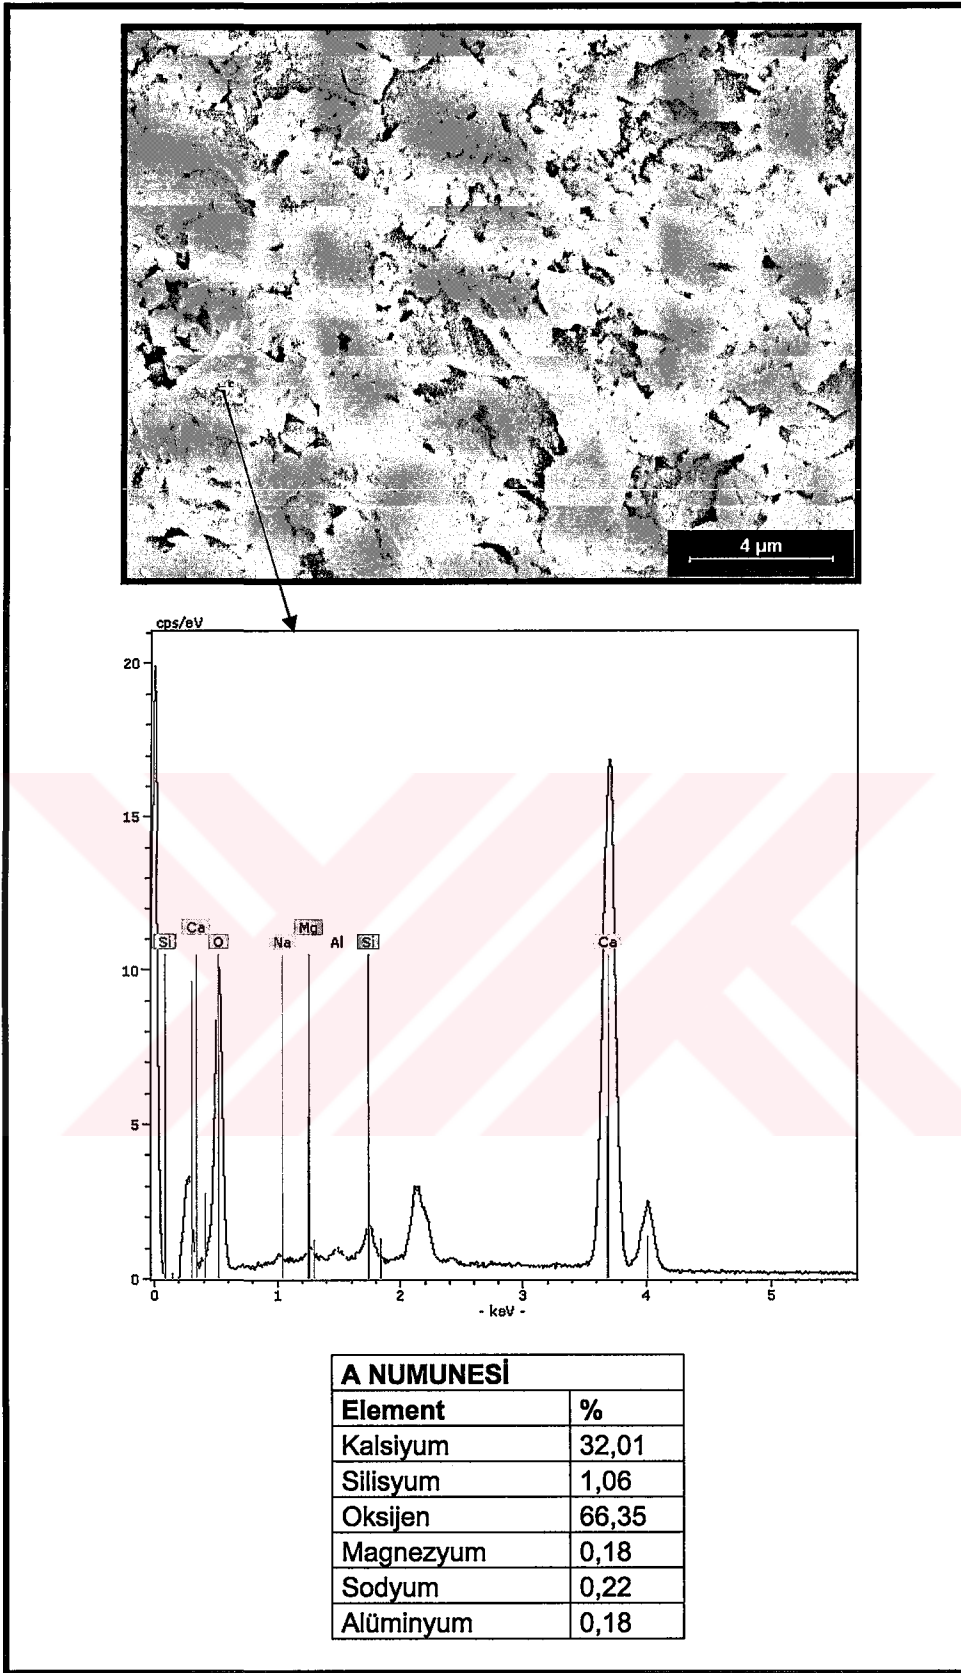 4 µm
cps/eV
20
15
10
5
0
Si Ca O Na Mg Al Si Ca
0 1 2 3 4 5
- keV -
A NUMUNESİ
Element %
Kalsiyum 32,01
Silisyum 1,06
Oksijen 66,35
Magnezyum 0,18
Sodyum 0,22
Alüminyum 0,18